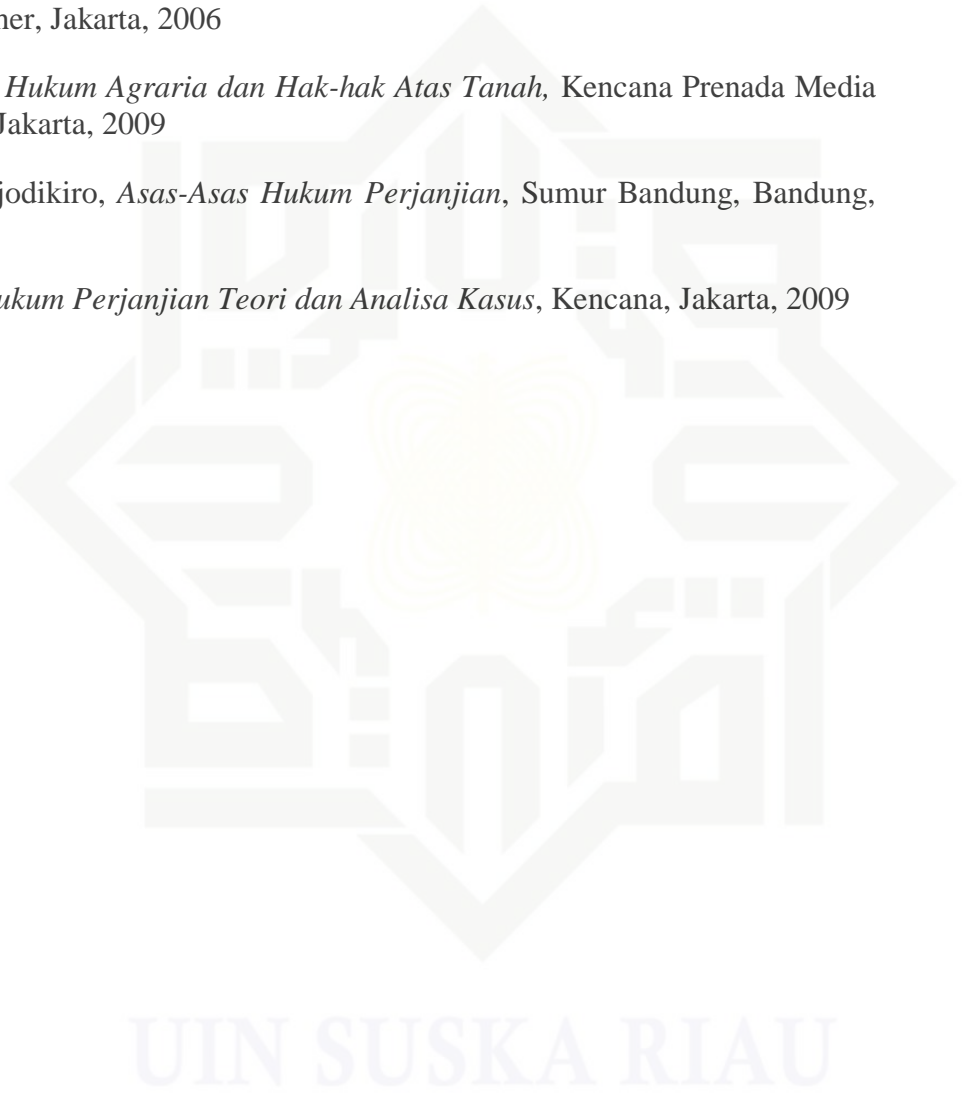 ner, Jakarta, 2006
Hukum Agraria dan Hak-hak Atas Tanah, Kencana Prenada Media
Jakarta, 2009
jodikiro, Asas-Asas Hukum Perjanjian, Sumur Bandung, Bandung,
ukum Perjanjian Teori dan Analisa Kasus, Kencana, Jakarta, 2009
UIN SUSKA RIAU